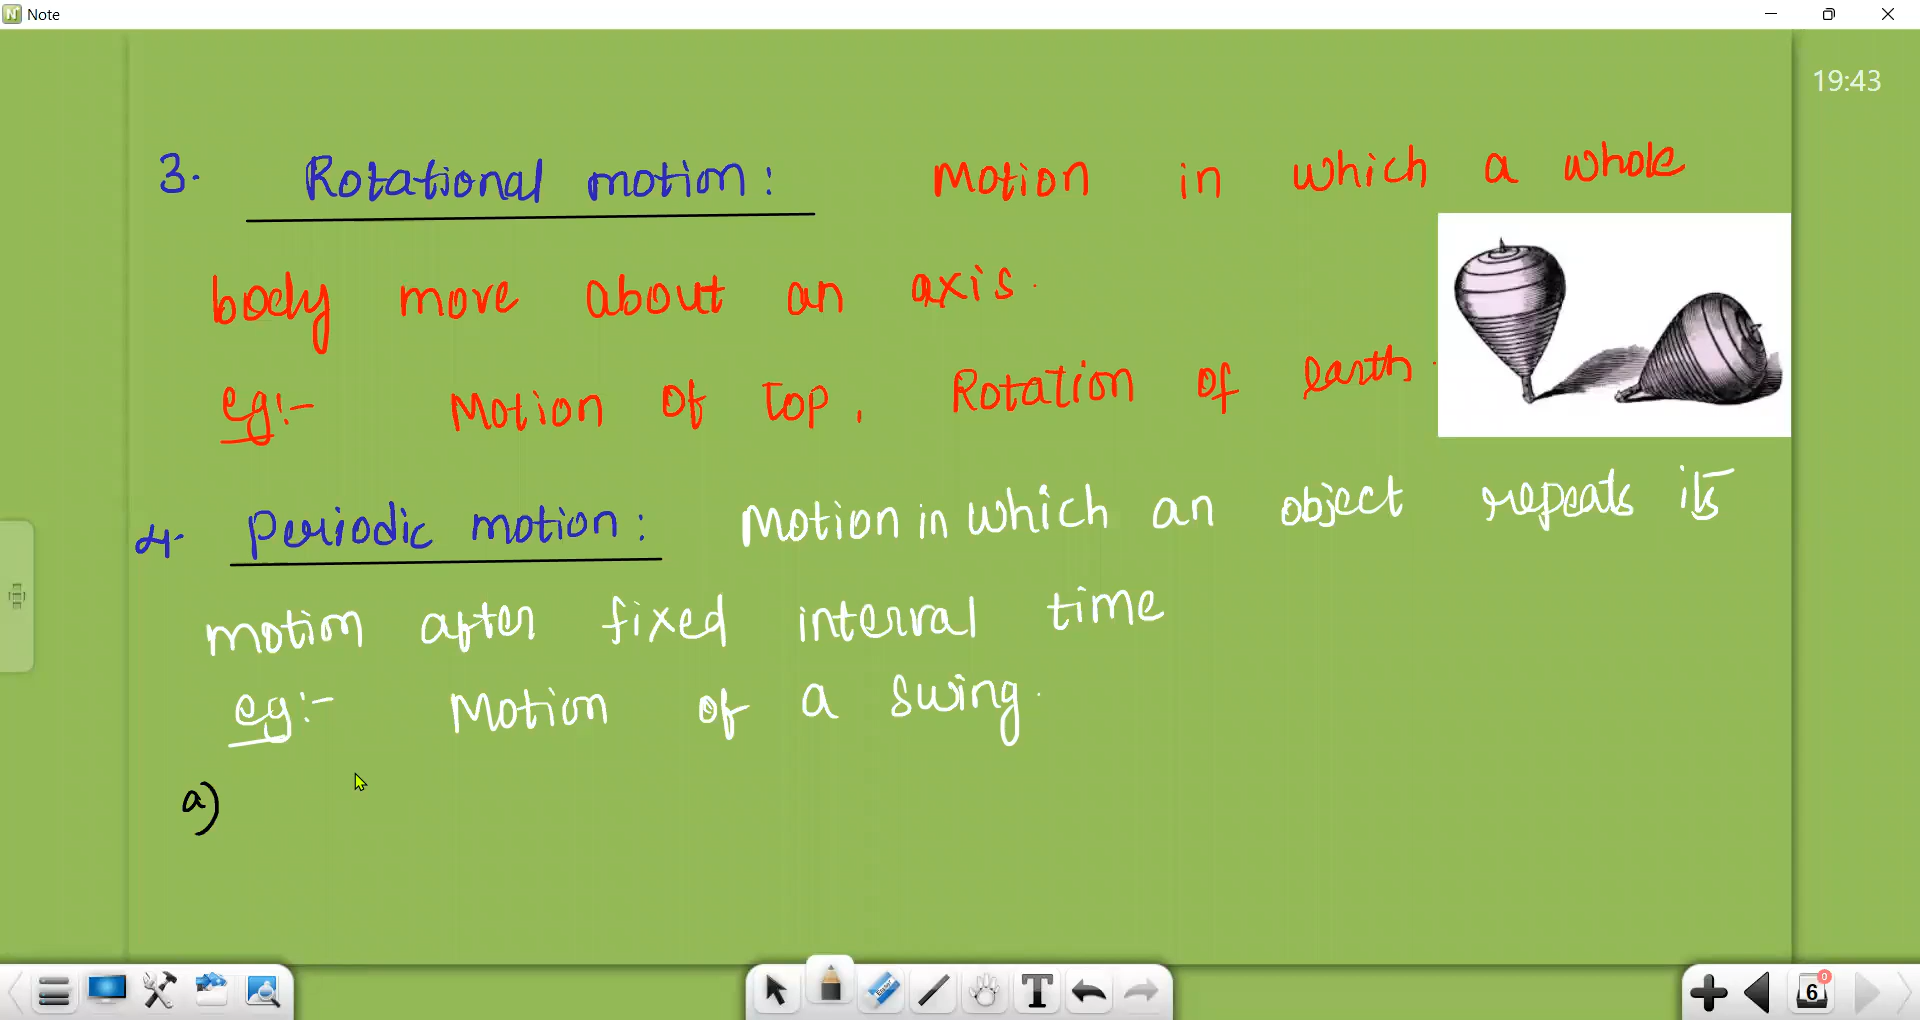 Note
19:43
3. Rotational motion: Motion in which a whole
body move about an axis.
eg:- Motion of top, Rotation of earth.
4. Periodic motion: Motion in which an object repeats its
motion after fixed interval time
eg:- Motion of a swing.
a)
T
6
0